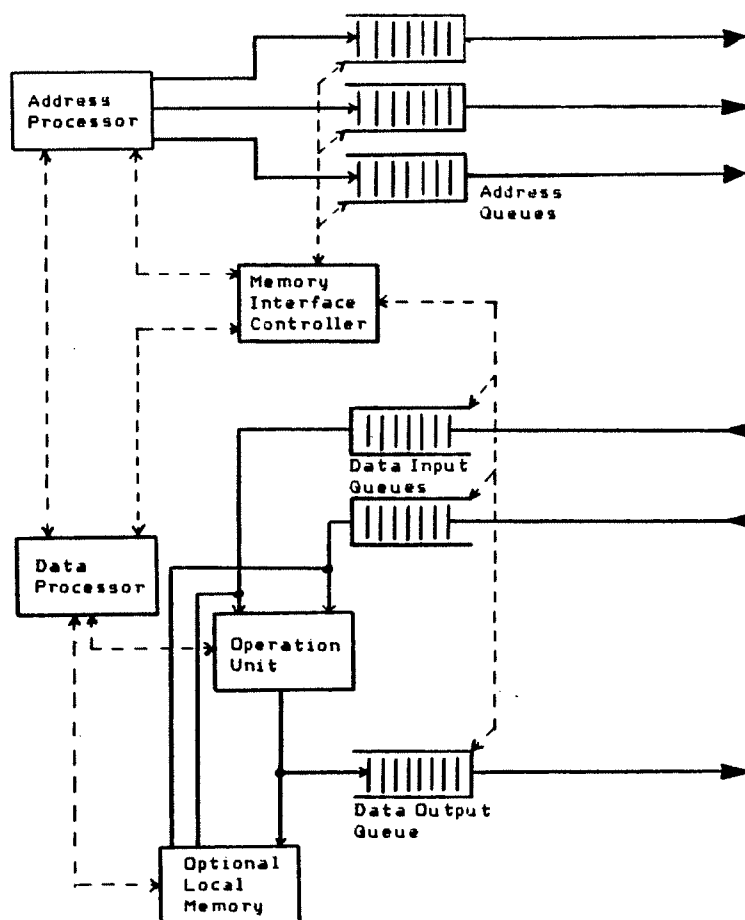 Address
Processor
Address
Queues
Memory
Interface
Controller
Data Input
Queues
Data
Processor
Operation
Unit
Data Output
Queue
Optional
Local
Memory